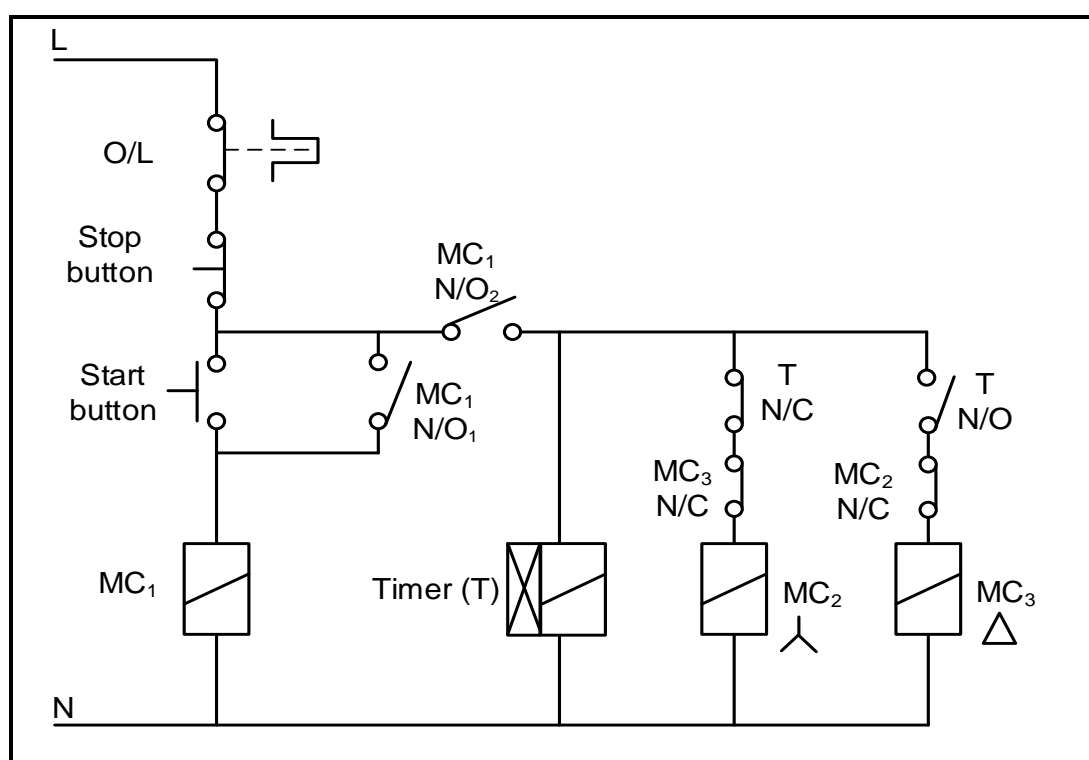 L
O/L
Stop
button
MC₁
N/O₂
Start
button
MC₁
N/O₁
T
N/C
T
N/O
MC₃
N/C
MC₂
N/C
MC₁
Timer (T)
MC₂
MC₃
N